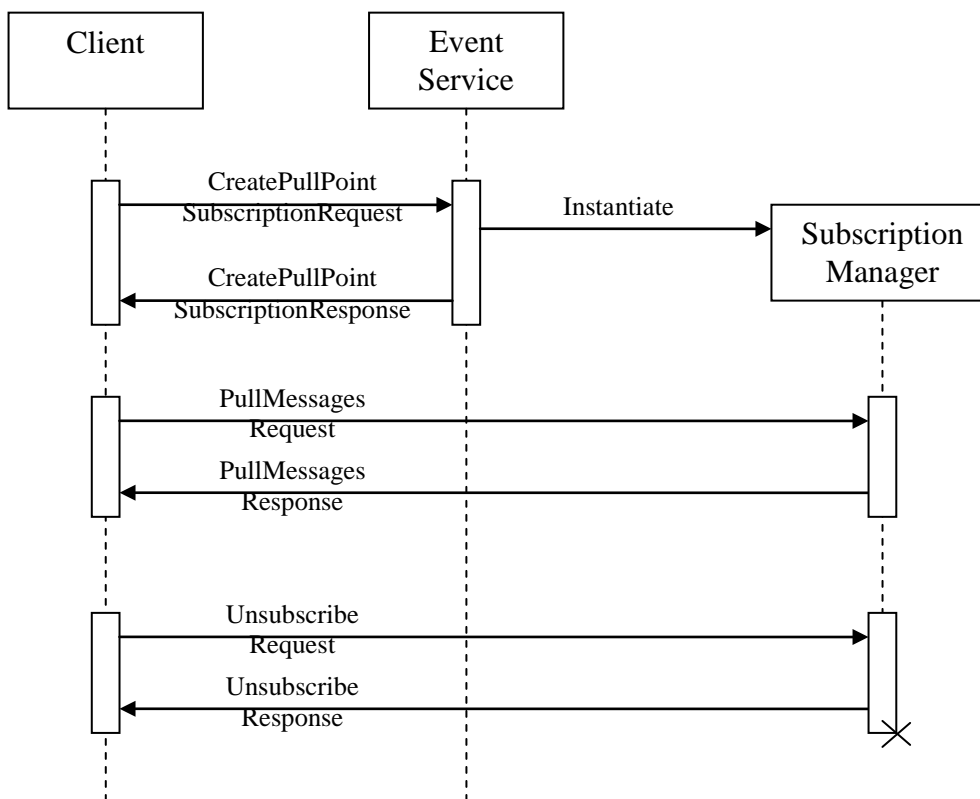 Client
Event
Service
CreatePullPoint
SubscriptionRequest
Instantiate
Subscription
Manager
CreatePullPoint
SubscriptionResponse
PullMessages
Request
PullMessages
Response
Unsubscribe
Request
Unsubscribe
Response